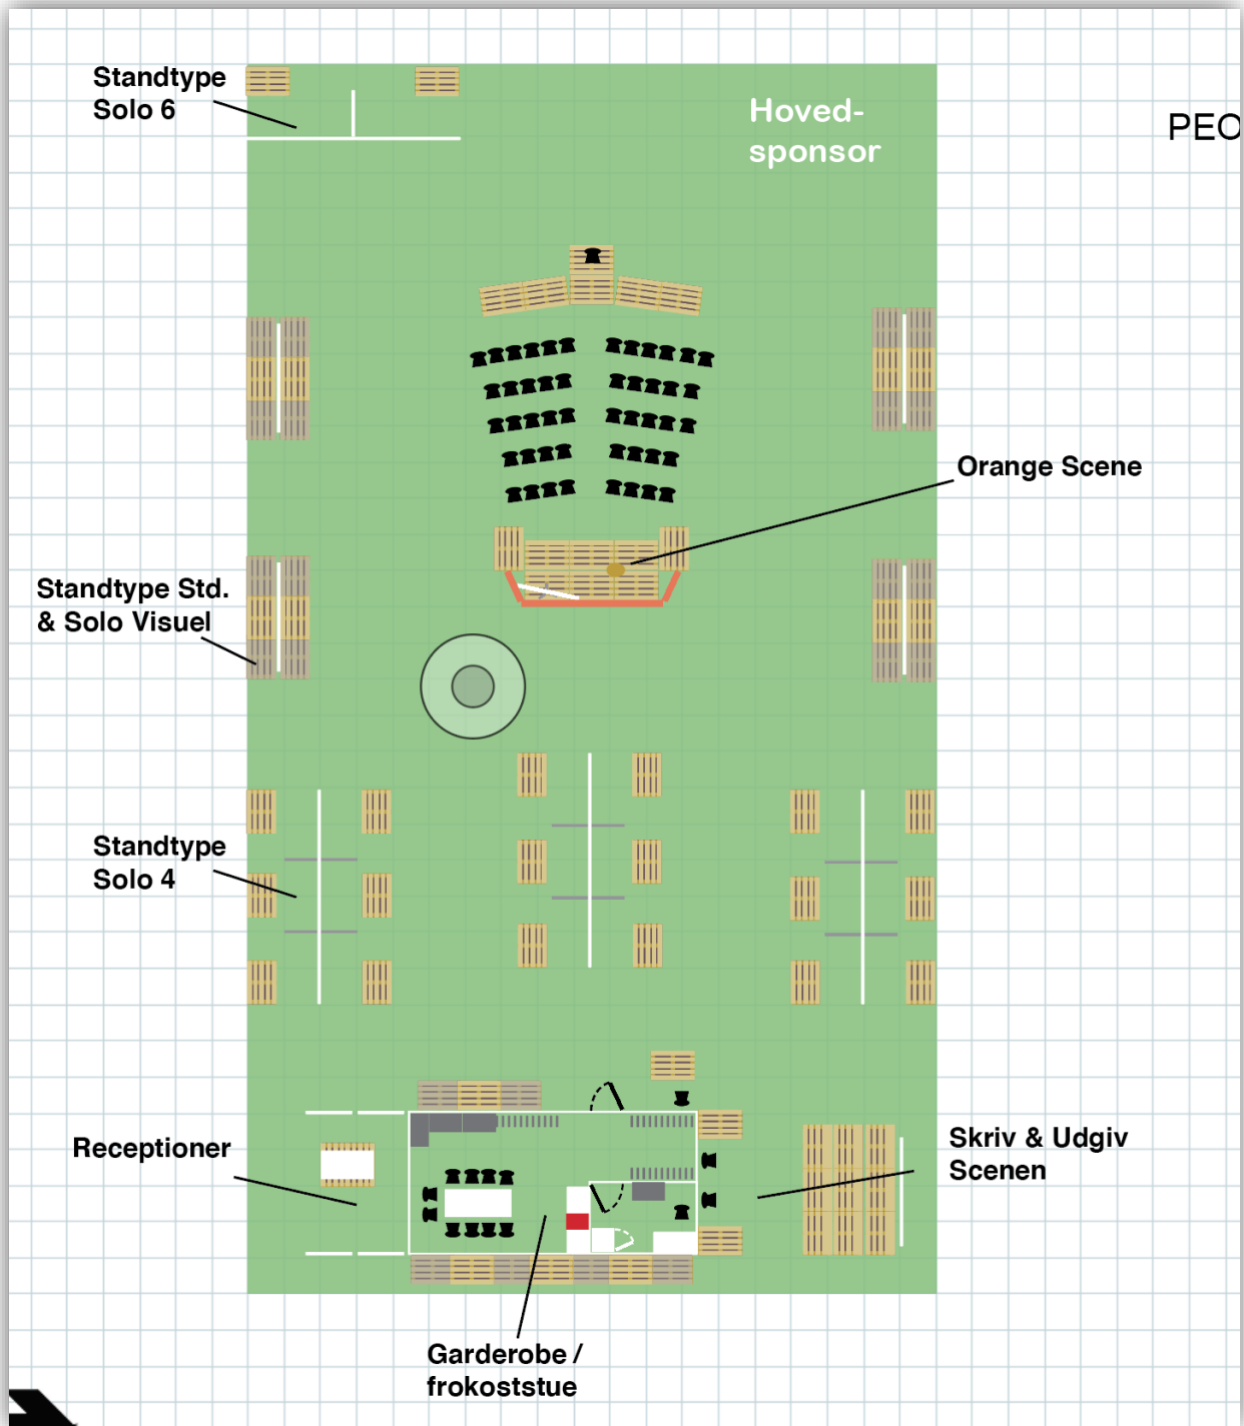 Standtype
Solo 6
Hoved-
sponsor
PEO
Orange Scene
Standtype Std.
& Solo Visuel
Standtype
Solo 4
Receptioner
Skriv & Udgiv
Scenen
Garderobe /
frokoststue